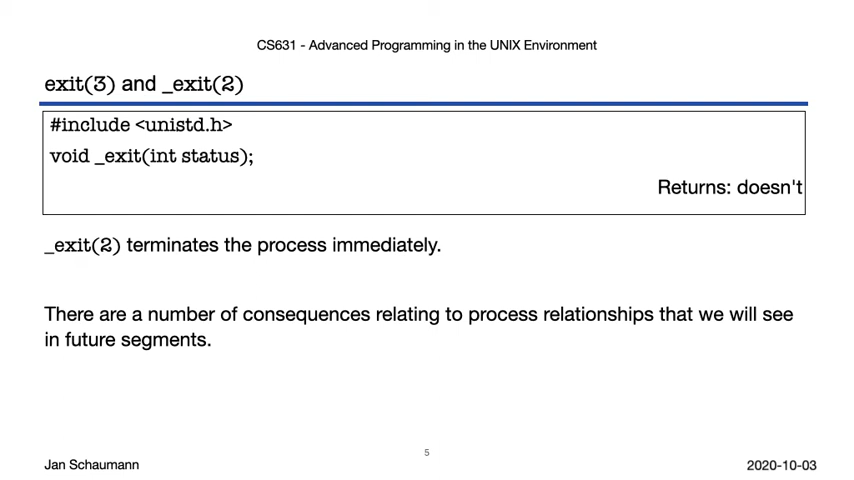 CS631 - Advanced Programming in the UNIX Environment
exit(3) and _exit(2)
#include <unistd.h>
void _exit(int status);
Returns: doesn't
_exit(2) terminates the process immediately.
There are a number of consequences relating to process relationships that we will see
in future segments.
5
Jan Schaumann
2020-10-03